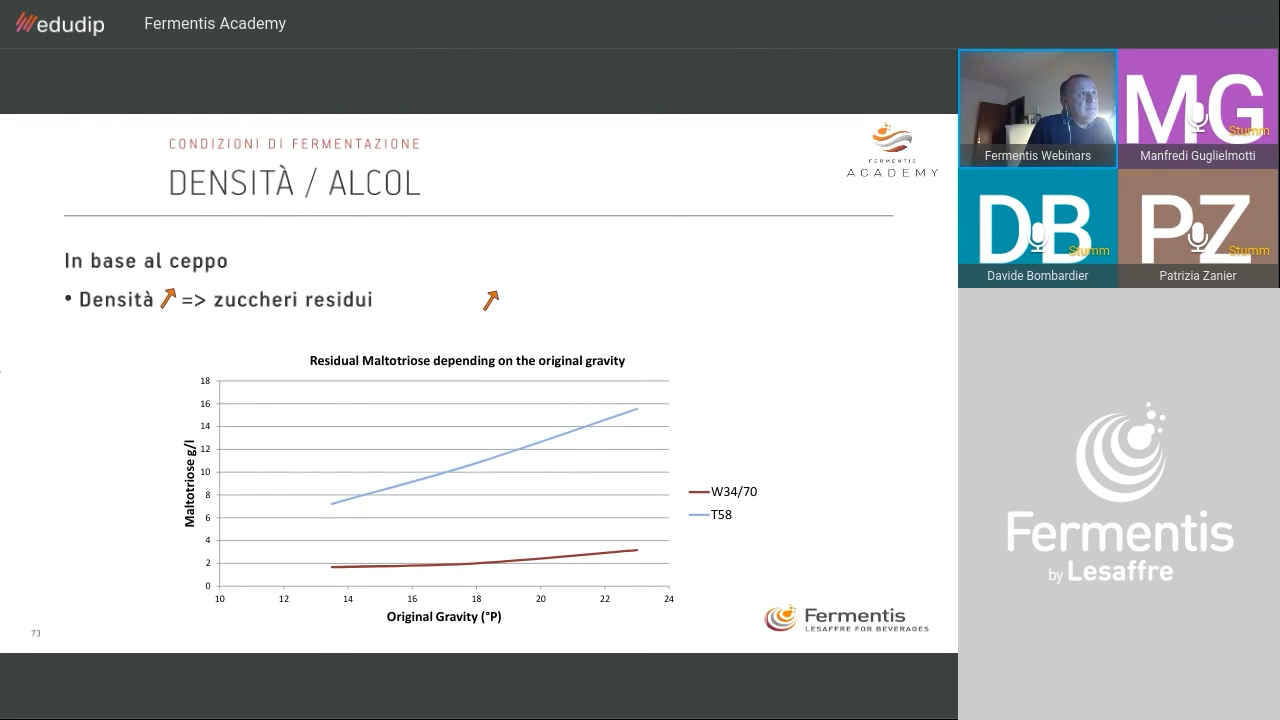 edudip
Fermentis Academy
CONDIZIONI DI FERMENTAZIONE
DENSITÀ / ALCOL
FERMENTIS
ACADEMY
In base al ceppo
• Densità => zuccheri residui
Residual Maltotriose depending on the original gravity
Maltotriose g/l
18
16
14
12
10
8
6
4
2
0
10 12 14 16 18 20 22 24
Original Gravity (°P)
W34/70
T58
73
Fermentis
LESAFFRE FOR BEVERAGES
Fermentis Webinars
MG
Stumm
Manfredi Guglielmotti
DB
Stumm
Davide Bombardier
PZ
Stumm
Patrizia Zanier
Fermentis
by Lesaffre